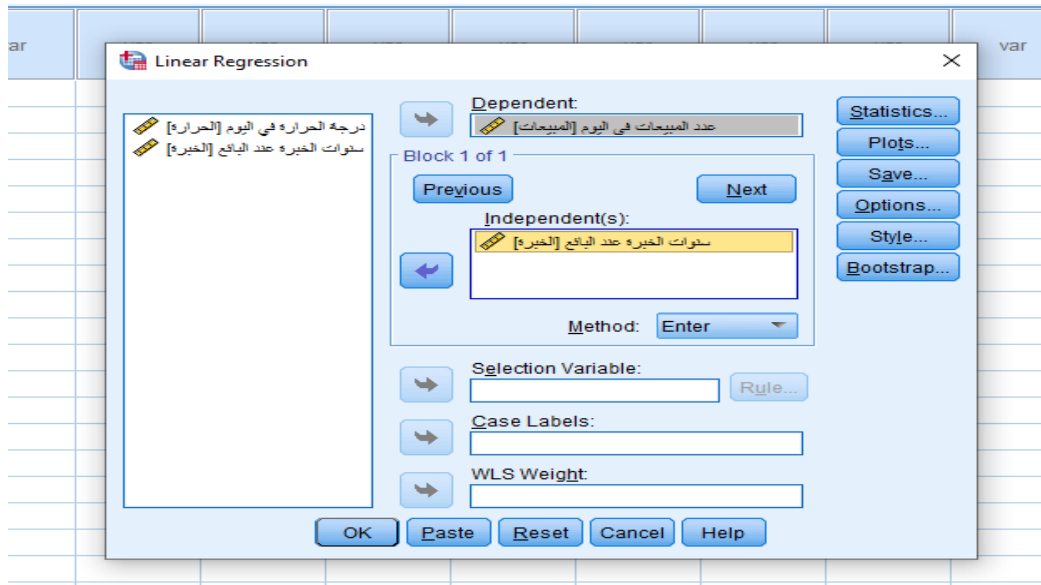 ar
var
Linear Regression
درجة الحرارة في اليوم [الحرارة]
سنوات الخبرة عند البائع [الخبرة]
Dependent:
عدد المبيعات في اليوم [المبيعات]
Block 1 of 1
Previous
Next
Independent(s):
سنوات الخبرة عند البائع [الخبرة]
Method:
Enter
Selection Variable:
Rule...
Case Labels:
WLS Weight:
Statistics...
Plots...
Save...
Options...
Style...
Bootstrap...
OK
Paste
Reset
Cancel
Help